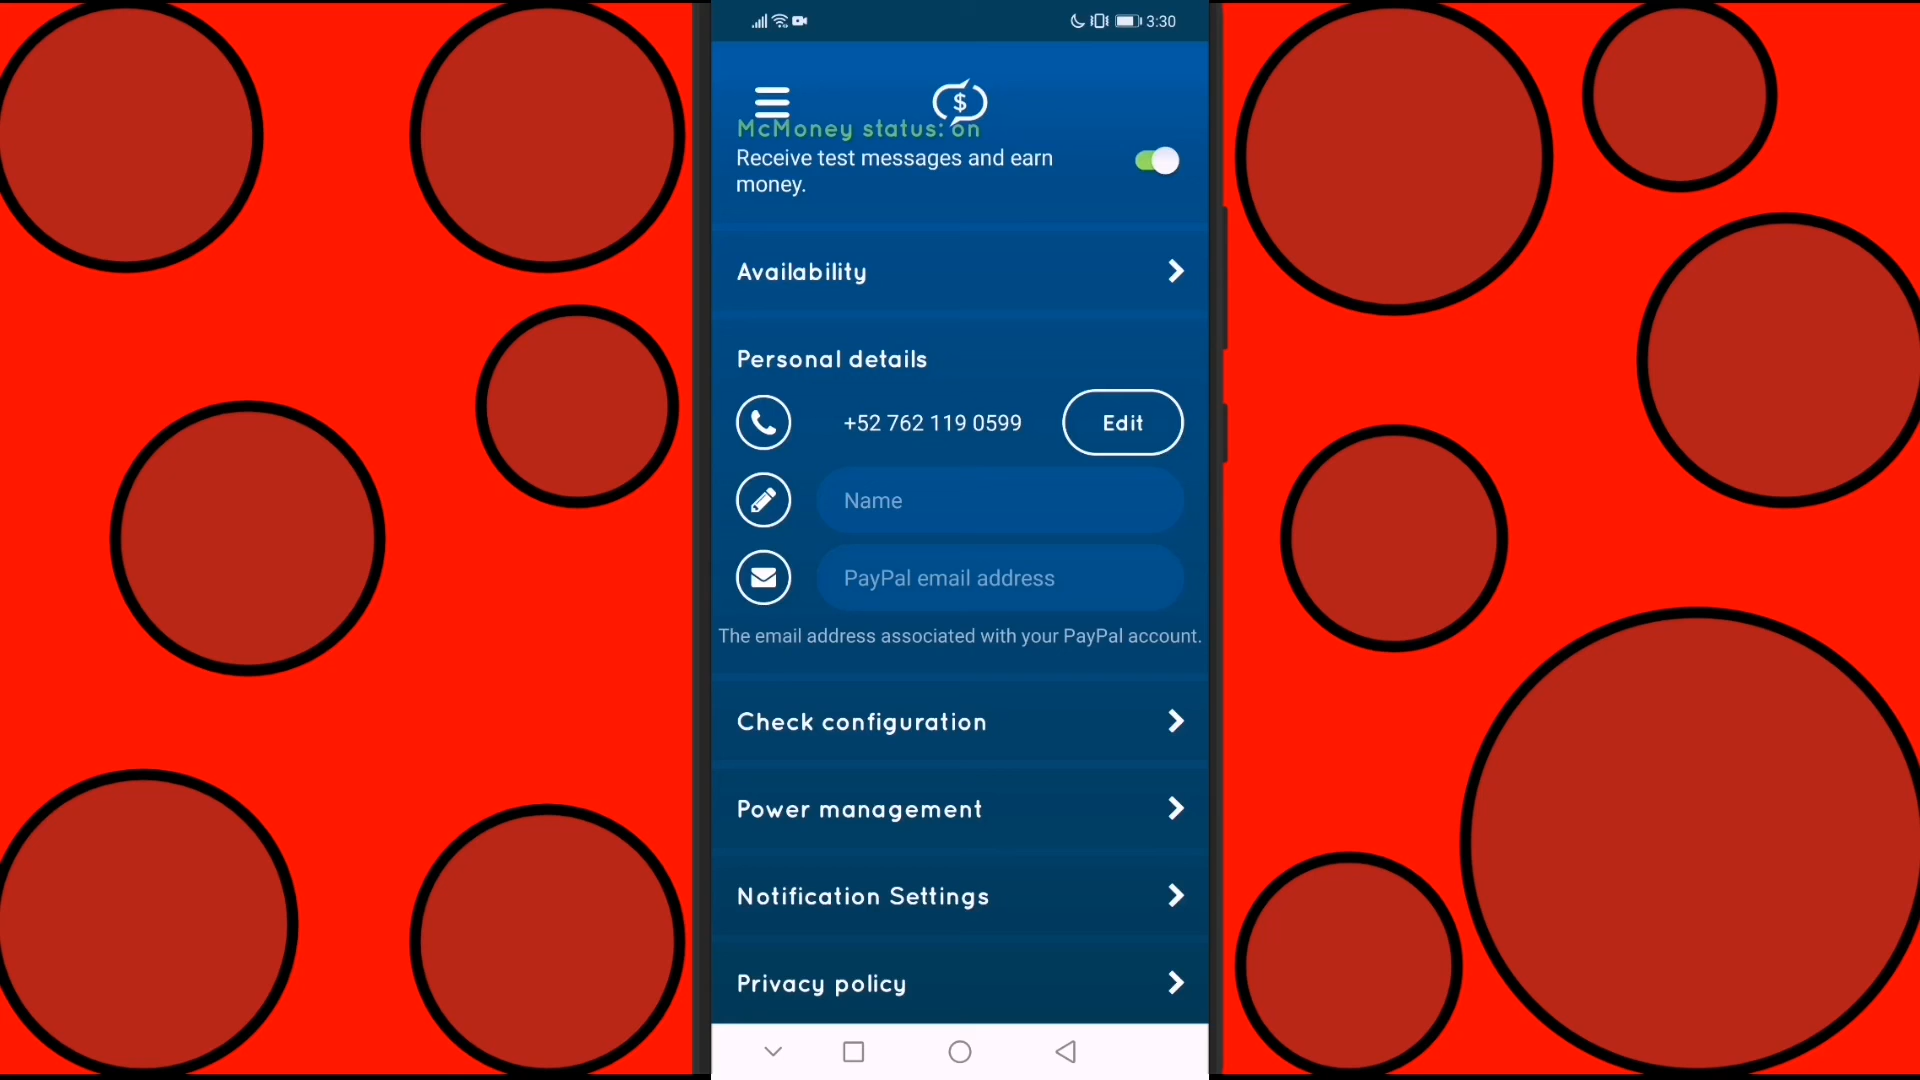 3:30
$
McMoney status: on
Receive test messages and earn
money.
Availability
Personal details
+52 762 119 0599
Edit
Name
PayPal email address
The email address associated with your PayPal account.
Check configuration
Power management
Notification Settings
Privacy policy